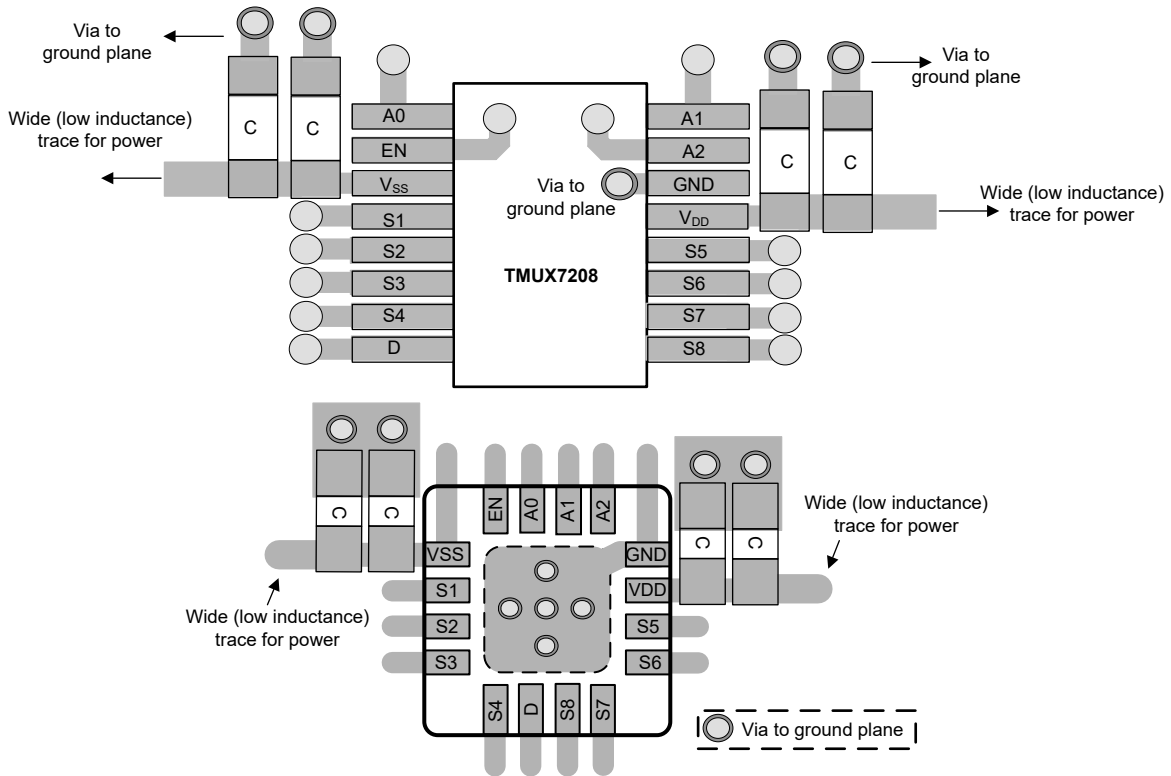 Via to
ground plane
Wide (low inductance)
trace for power
C
C
A0
EN
VSS
S1
S2
S3
S4
D
TMUX7208
Via to
ground plane
A1
A2
GND
VDD
S5
S6
S7
S8
C
C
Via to
ground plane
Wide (low inductance)
trace for power
C
C
Wide (low inductance)
trace for power
EN
A0
A1
A2
VSS
S1
S2
S3
GND
VDD
S5
S6
S4
D
S8
S7
C
C
Wide (low inductance)
trace for power
Via to ground plane